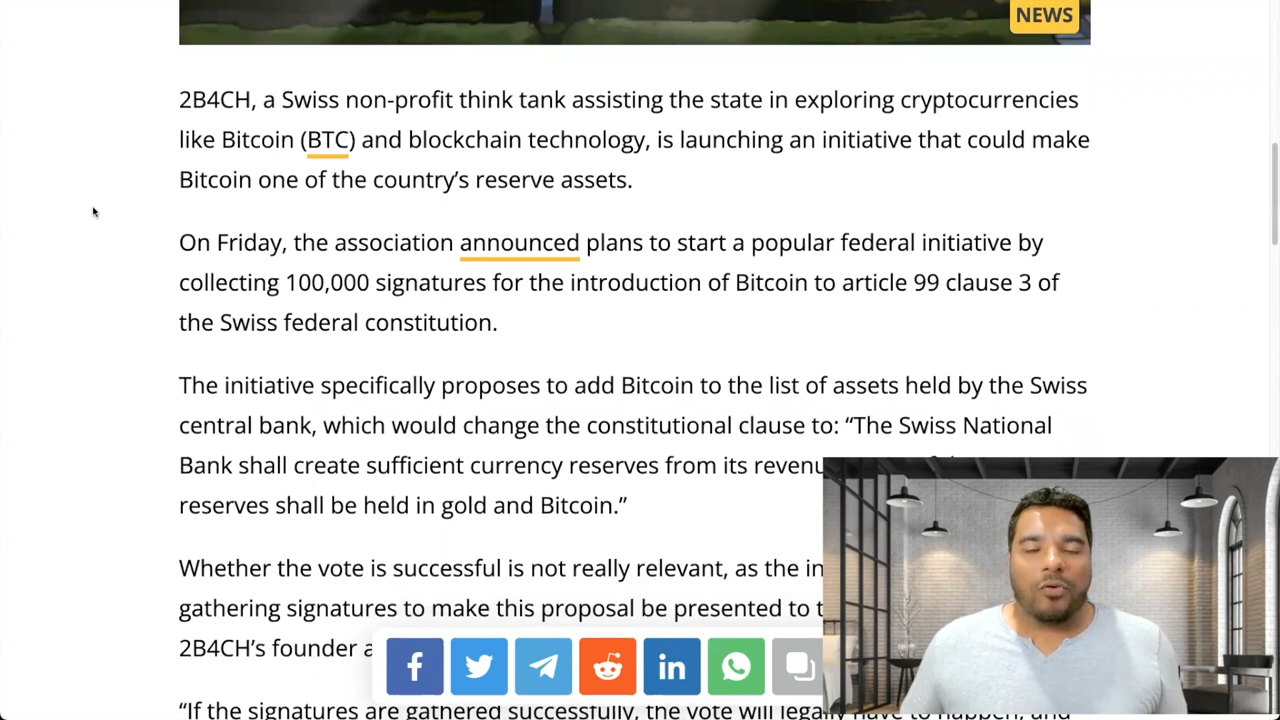 NEWS
2B4CH, a Swiss non-profit think tank assisting the state in exploring cryptocurrencies
like Bitcoin (BTC) and blockchain technology, is launching an initiative that could make
Bitcoin one of the country’s reserve assets.
On Friday, the association announced plans to start a popular federal initiative by
collecting 100,000 signatures for the introduction of Bitcoin to article 99 clause 3 of
the Swiss federal constitution.
The initiative specifically proposes to add Bitcoin to the list of assets held by the Swiss
central bank, which would change the constitutional clause to: “The Swiss National
Bank shall create sufficient currency reserves from its
reserves shall be held in gold and Bitcoin.”
Whether the vote is successful is not really relevant, as the
gathering signatures to make this proposal be presented to
2B4CH’s founder
“If the signatures are gathered successfully, the vote will legally have to happen, and